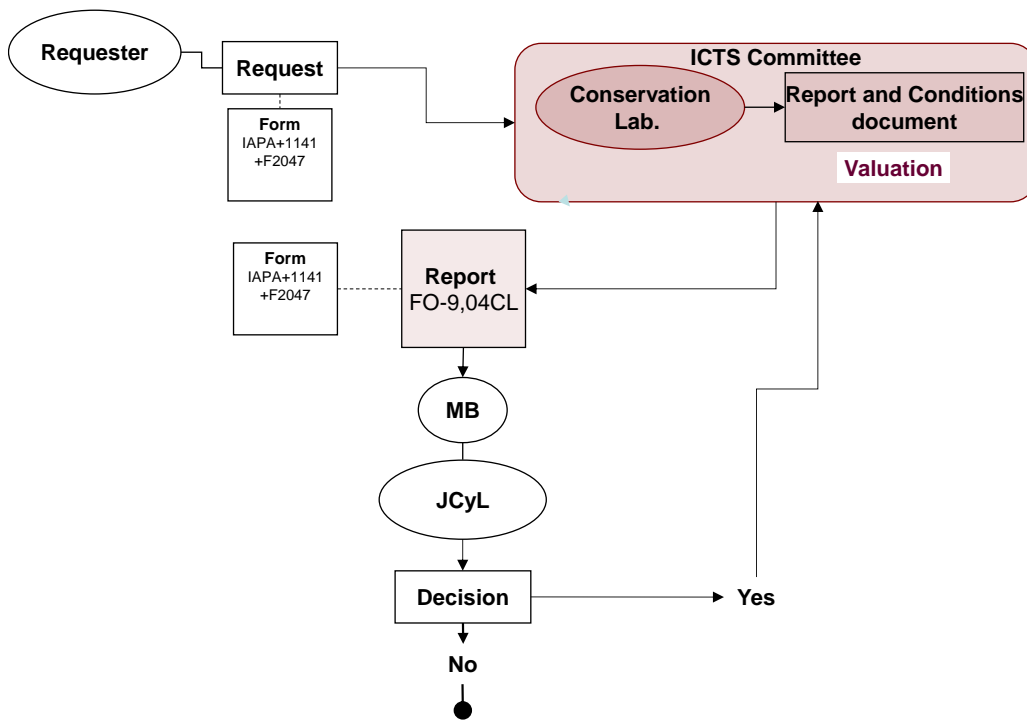 Requester
Request
Form
IAPA+1141
+F2047
ICTS Committee
Conservation
Lab.
Report and Conditions
document
Valuation
Form
IAPA+1141
+F2047
Report
FO-9,04CL
MB
JCyL
Decision
Yes
No